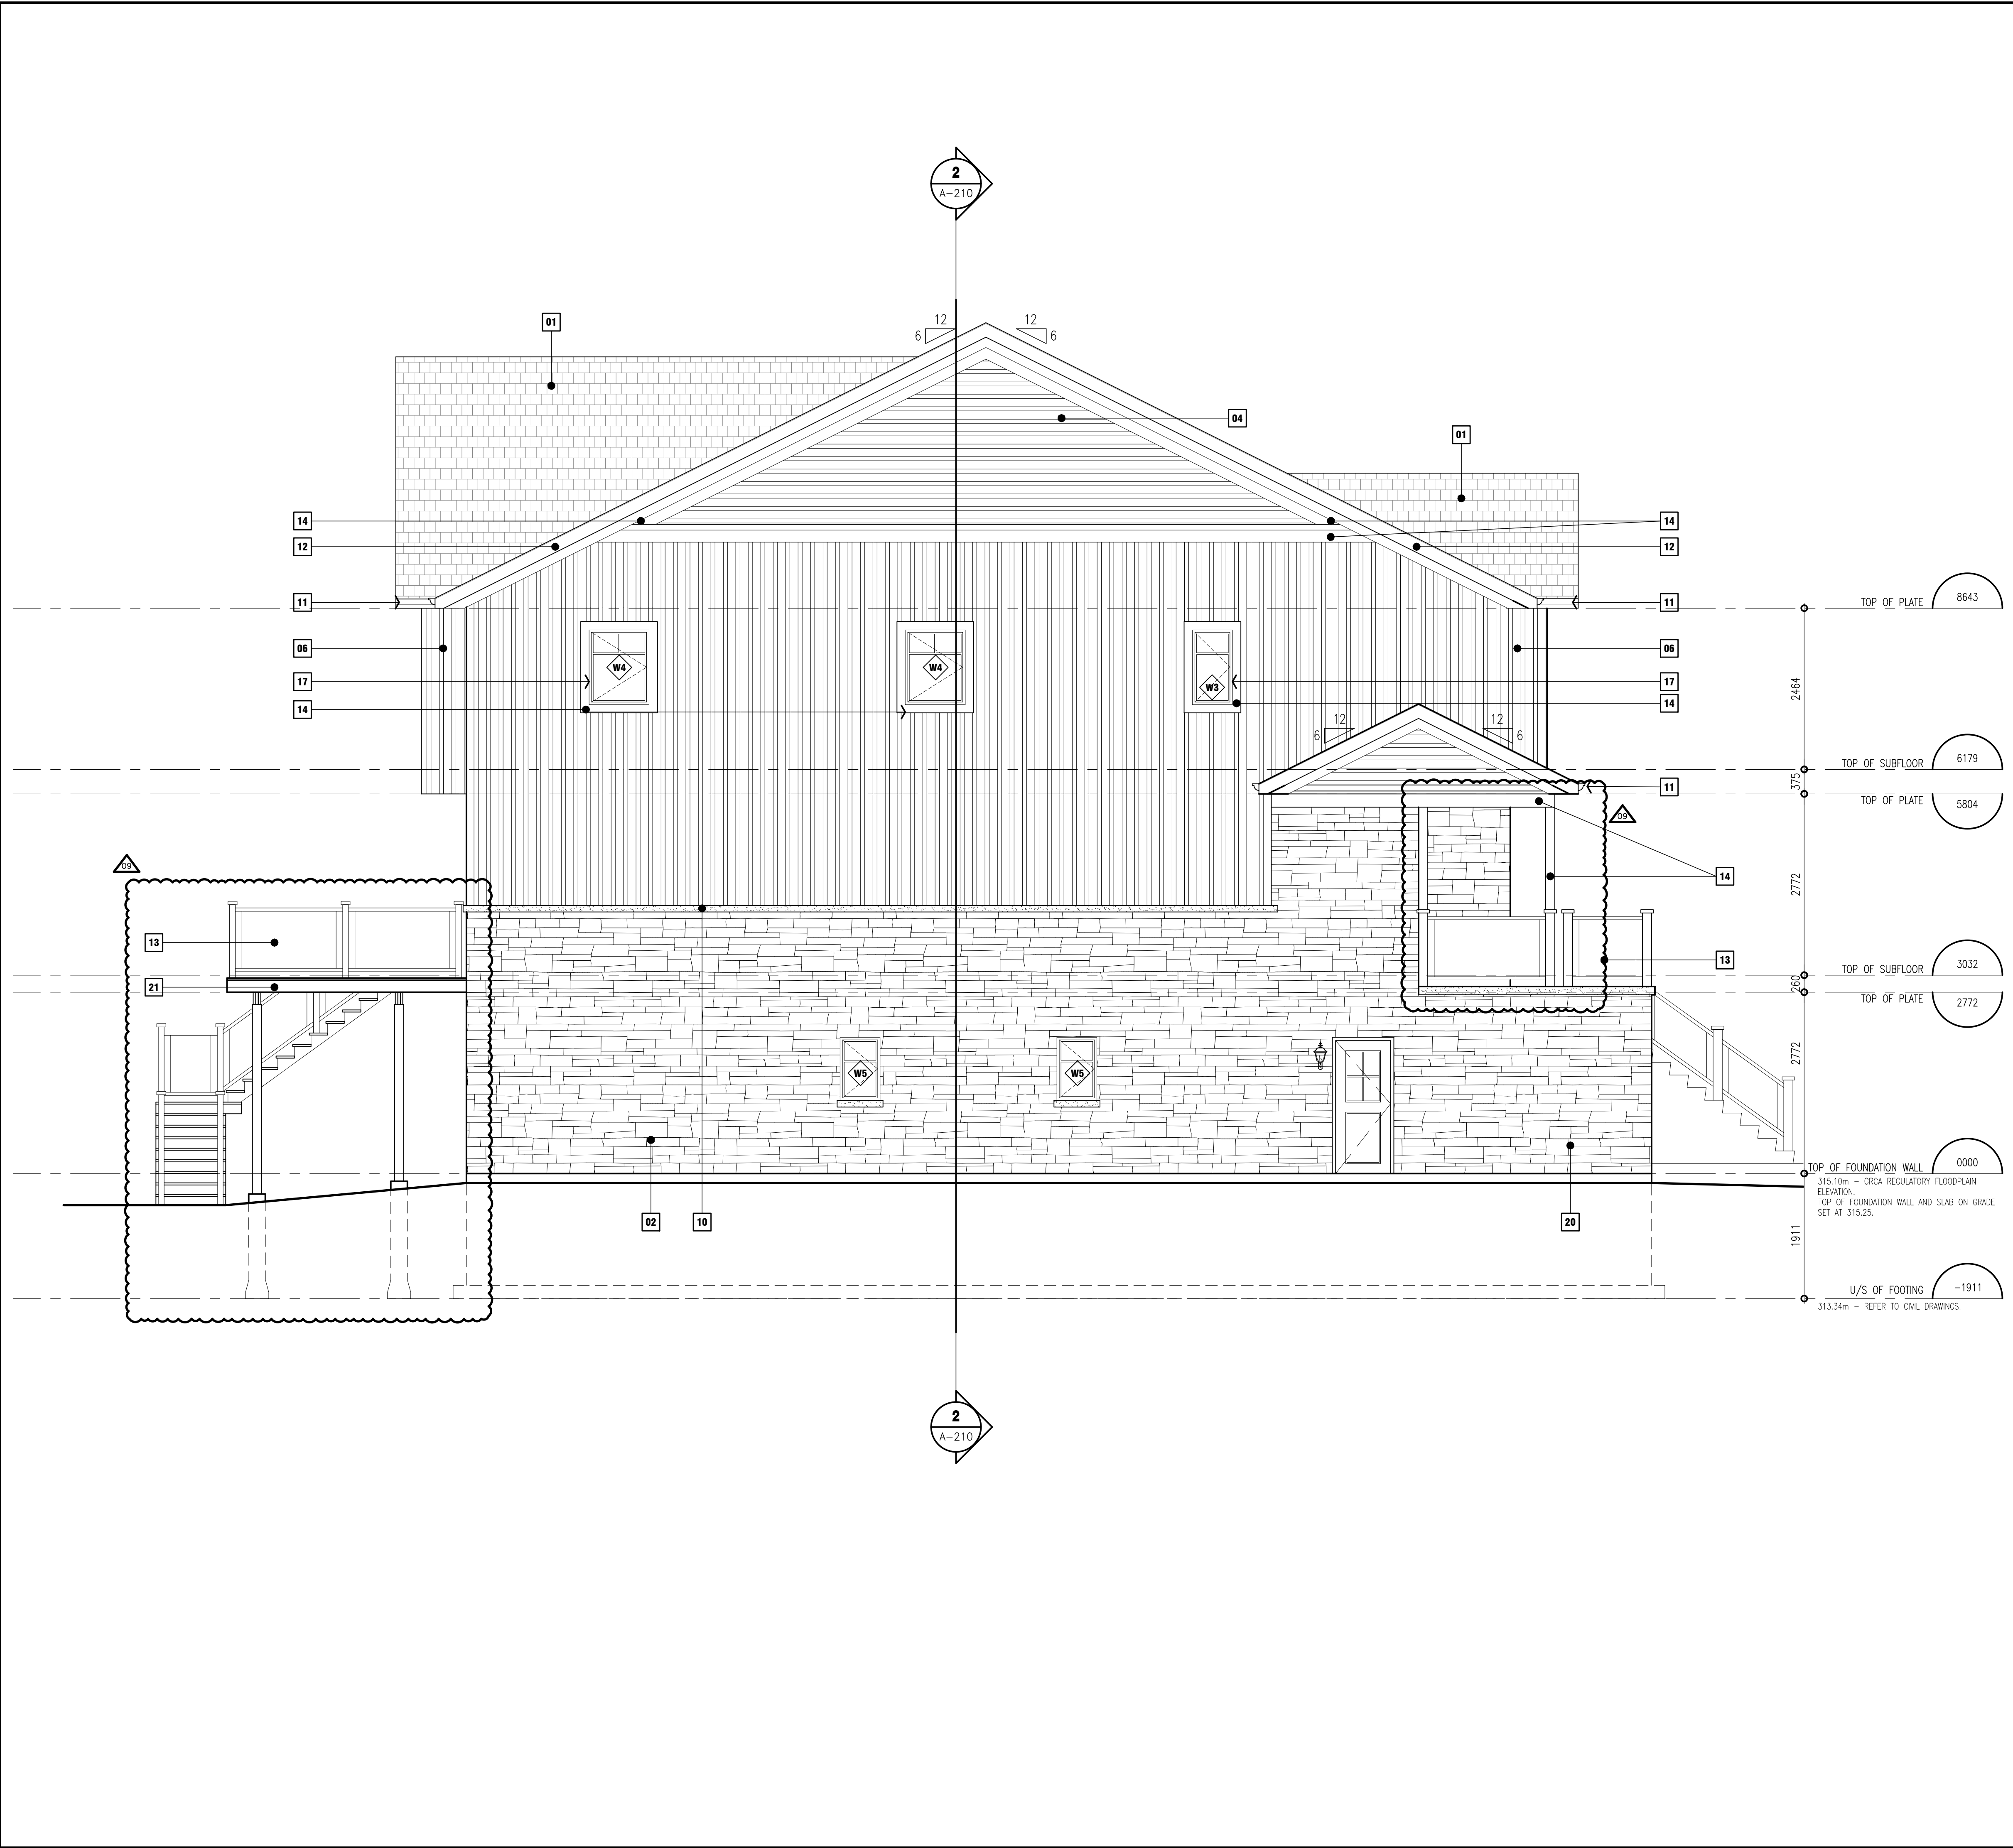 2
A-210
12
6
12
6
01
04
01
14
12
14
12
11
11
TOP OF PLATE
8643
06
06
W4
W4
W3
17
17
14
14
2464
12
6
12
6
TOP OF SUBFLOOR
6179
375
11
TOP OF PLATE
5804
09
09
14
2772
13
13
TOP OF SUBFLOOR
3032
21
260
TOP OF PLATE
2772
W5
W5
2772
TOP OF FOUNDATION WALL
0000
315.10m – GRCA REGULATORY FLOODPLAIN
ELEVATION.
TOP OF FOUNDATION WALL AND SLAB ON GRADE
SET AT 315.25.
02
10
20
1911
U/S OF FOOTING
-1911
313.34m – REFER TO CIVIL DRAWINGS.
2
A-210